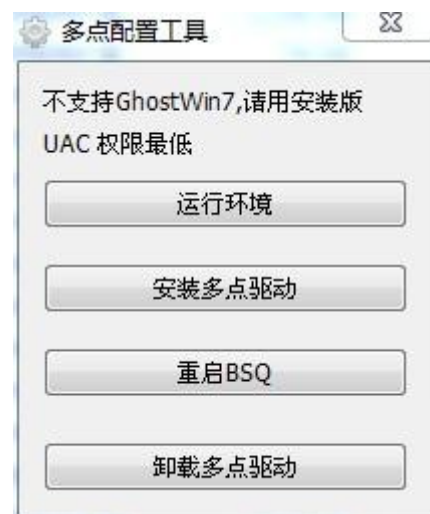 多点配置工具
不支持GhostWin7,请用安装版
UAC 权限最低
运行环境
安装多点驱动
重启BSQ
卸载多点驱动